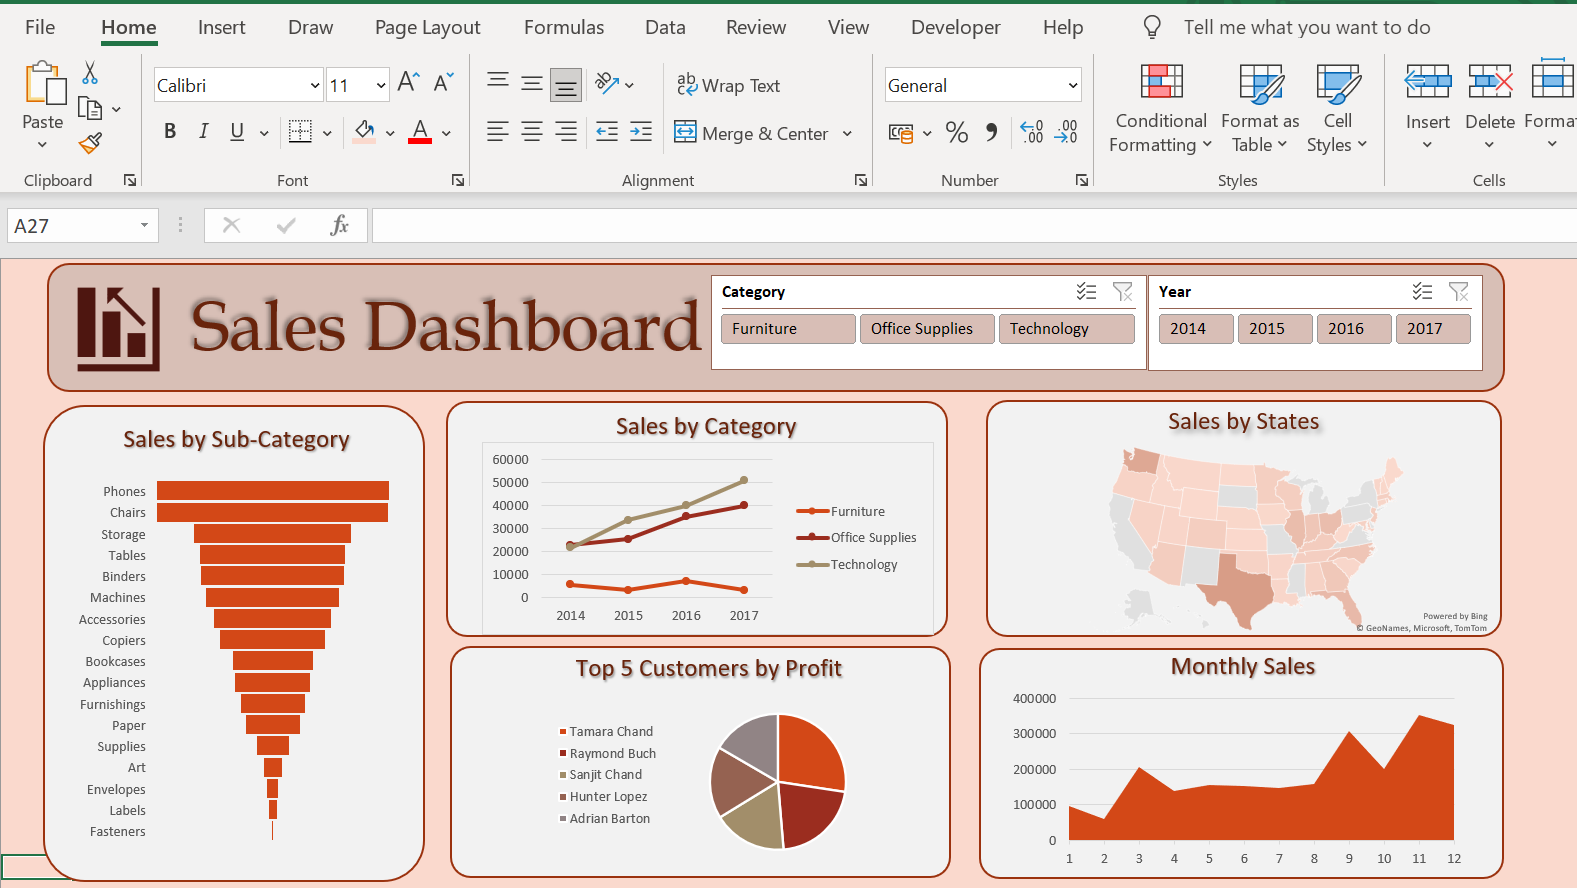 File Home Insert Draw Page Layout Formulas Data Review View Developer Help Tell me what you want to do
Calibri 11 A A ab Wrap Text General
Paste B I U A Merge & Center % , .0 .00 .00 .0 Conditional Formatting Format as Table Cell Styles Insert Delete Forma
Clipboard Font Alignment Number Styles Cells
A27 fx
Sales Dashboard
Category
Furniture Office Supplies Technology
Year
2014 2015 2016 2017
Sales by Sub-Category
Phones
Chairs
Storage
Tables
Binders
Machines
Accessories
Copiers
Bookcases
Appliances
Furnishings
Paper
Supplies
Art
Envelopes
Labels
Fasteners
Sales by Category
60000
50000
40000
30000
20000
10000
0
2014 2015 2016 2017
Furniture
Office Supplies
Technology
Sales by States
Powered by Bing
© GeoNames, Microsoft, TomTom
Top 5 Customers by Profit
Tamara Chand
Raymond Buch
Sanjit Chand
Hunter Lopez
Adrian Barton
Monthly Sales
400000
300000
200000
100000
0
1 2 3 4 5 6 7 8 9 10 11 12